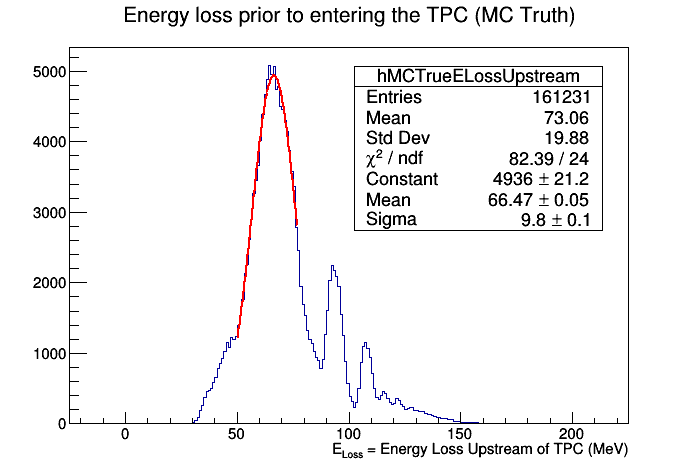 Energy loss prior to entering the TPC (MC Truth)
hMCTrueELossUpstream
Entries 161231
Mean 73.06
Std Dev 19.88
χ² / ndf 82.39 / 24
Constant 4936 ± 21.2
Mean 66.47 ± 0.05
Sigma 9.8 ± 0.1
5000
4000
3000
2000
1000
0
0 50 100 150 200
E_Loss = Energy Loss Upstream of TPC (MeV)